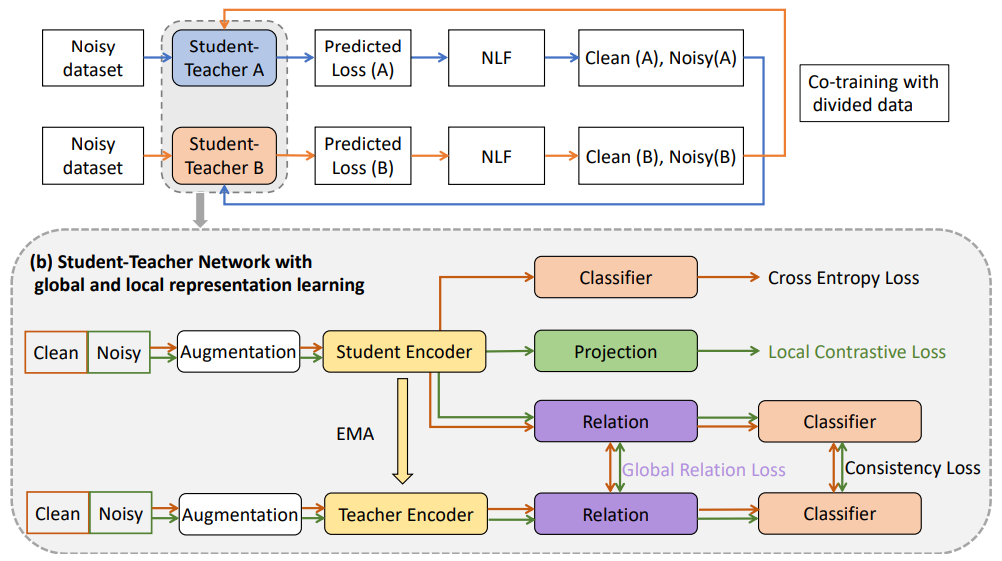 Noisy
dataset
Student-
Teacher A
Predicted
Loss (A)
NLF
Clean (A), Noisy(A)
Co-training with
divided data
Noisy
dataset
Student-
Teacher B
Predicted
Loss (B)
NLF
Clean (B), Noisy(B)
(b) Student-Teacher Network with
global and local representation learning
Classifier
Cross Entropy Loss
Clean
Noisy
Augmentation
Student Encoder
Projection
Local Contrastive Loss
EMA
Relation
Classifier
Global Relation Loss
Consistency Loss
Clean
Noisy
Augmentation
Teacher Encoder
Relation
Classifier